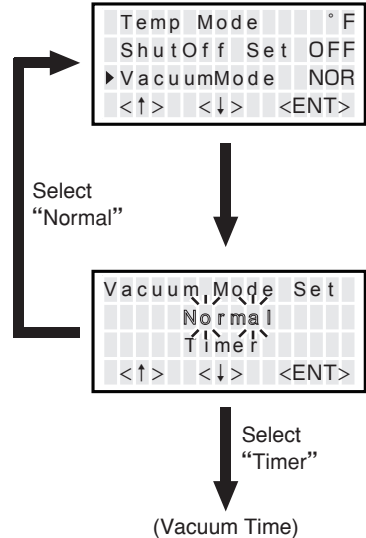 Temp Mode °F
ShutOff Set OFF
▶VacuumMode NOR
<↑> <↓> <ENT>
Select
“Normal”
Vacuum Mode Set
Normal
Timer
<↑> <↓> <ENT>
Select
“Timer”
(Vacuum Time)